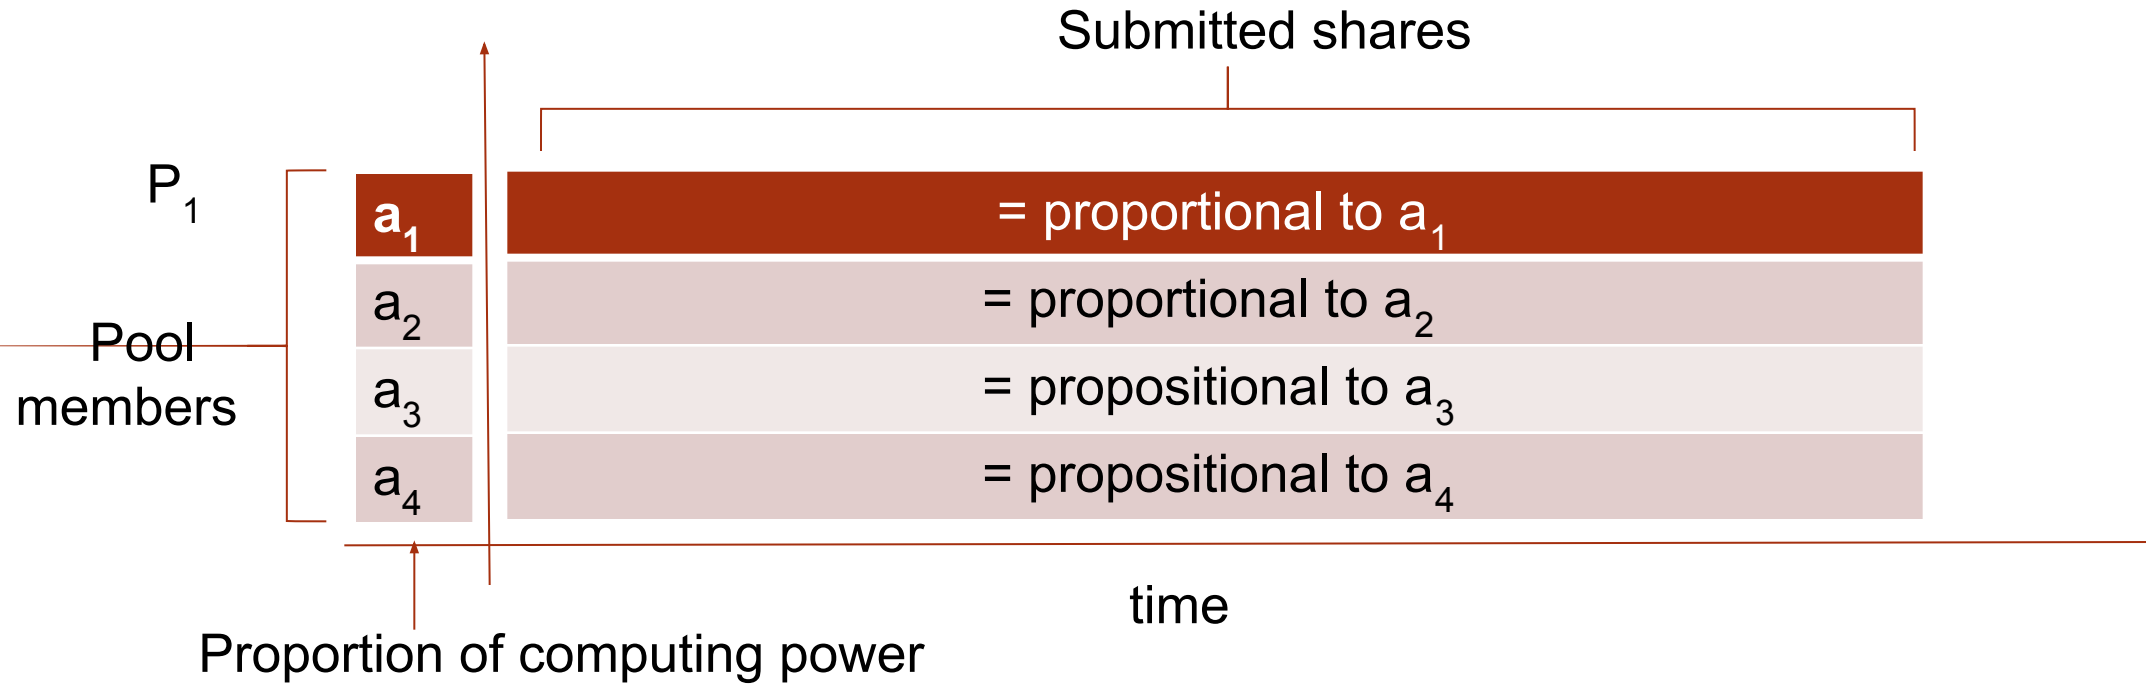 Submitted shares
P1
a1
= proportional to a1
a2
= proportional to a2
Pool
members
a3
= propositional to a3
a4
= propositional to a4
time
Proportion of computing power